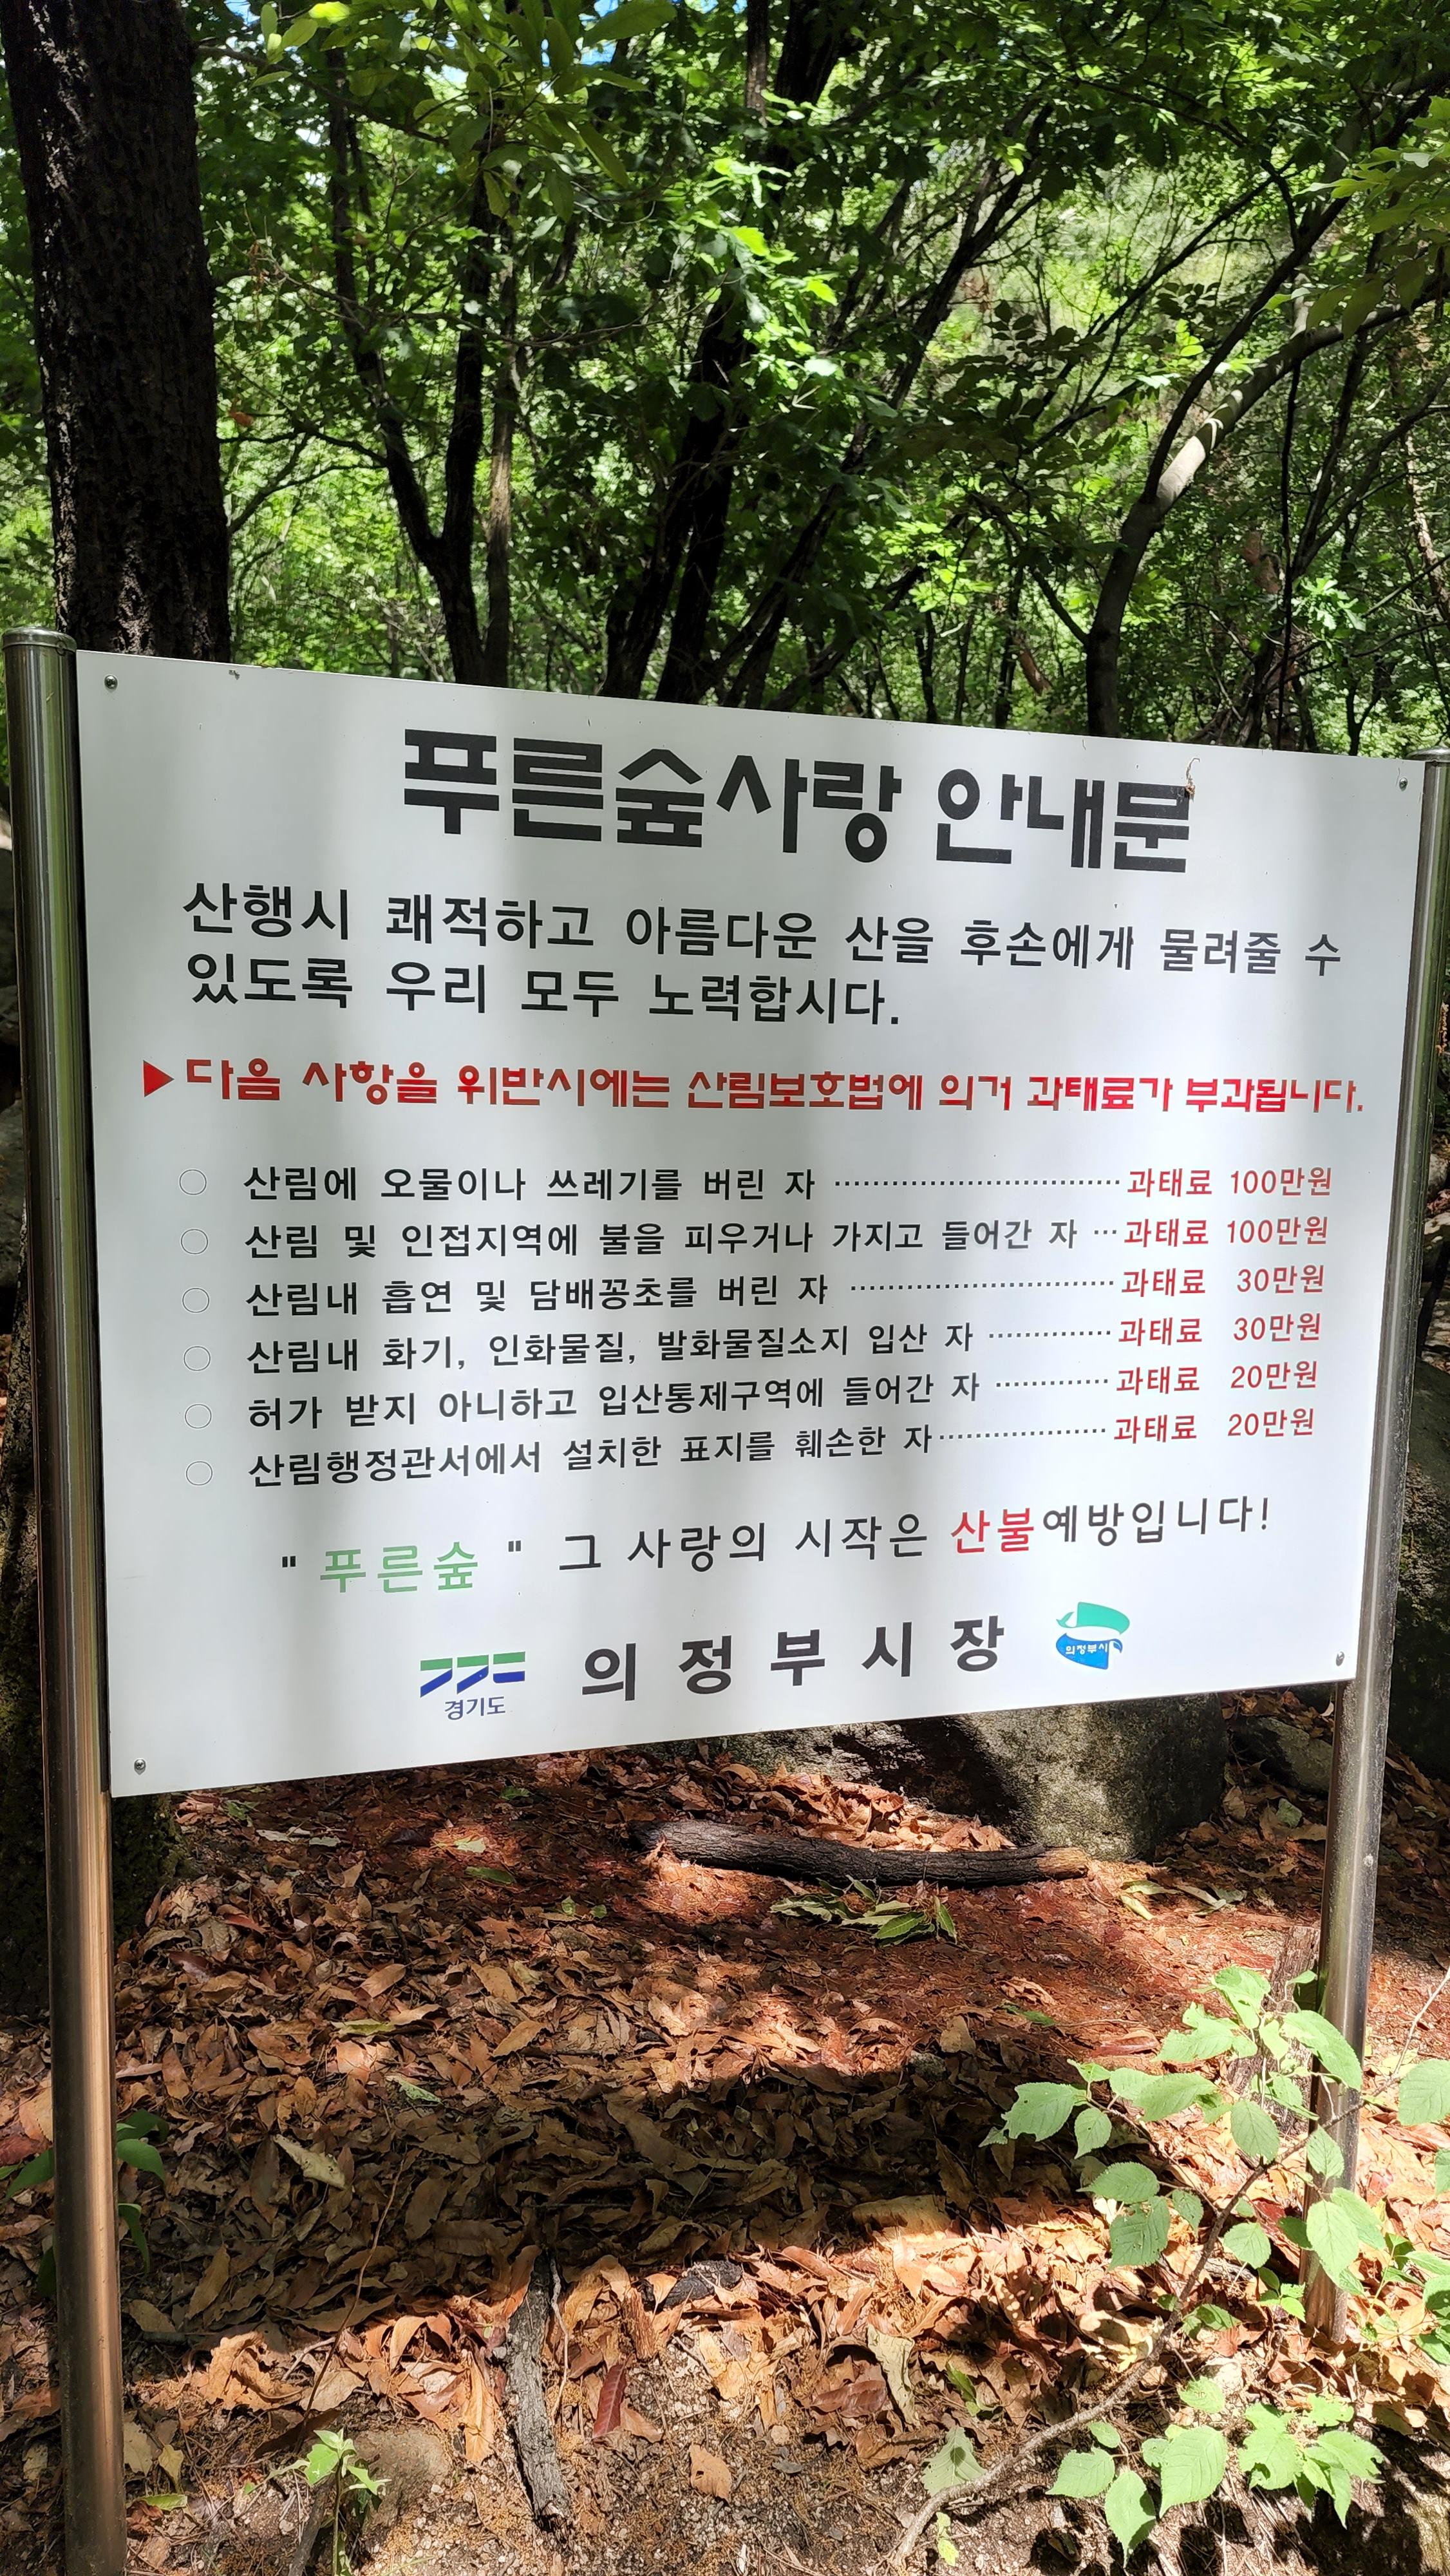 푸른숲사랑 안내문
산행시 쾌적하고 아름다운 산을 후손에게 물려줄 수
있도록 우리 모두 노력합시다.
▶다음 사항을 위반시에는 산림보호법에 의거 과태료가 부과됩니다.
○ 산림에 오물이나 쓰레기를 버린 자 ······························ 과태료 100만원
○ 산림 및 인접지역에 불을 피우거나 가지고 들어간 자 ··· 과태료 100만원
○ 산림내 흡연 및 담배꽁초를 버린 자 ···························· 과태료 30만원
○ 산림내 화기, 인화물질, 발화물질소지 입산 자 ·············· 과태료 30만원
○ 허가 받지 아니하고 입산통제구역에 들어간 자 ············· 과태료 20만원
○ 산림행정관서에서 설치한 표지를 훼손한 자··················· 과태료 20만원
" 푸른숲 " 그 사랑의 시작은 산불예방입니다!
경기도 의정부시장 의정부시